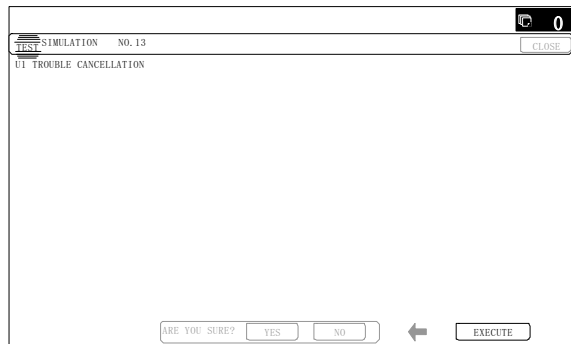 0
TEST SIMULATION NO.13
CLOSE
U1 TROUBLE CANCELLATION
ARE YOU SURE? YES NO EXECUTE